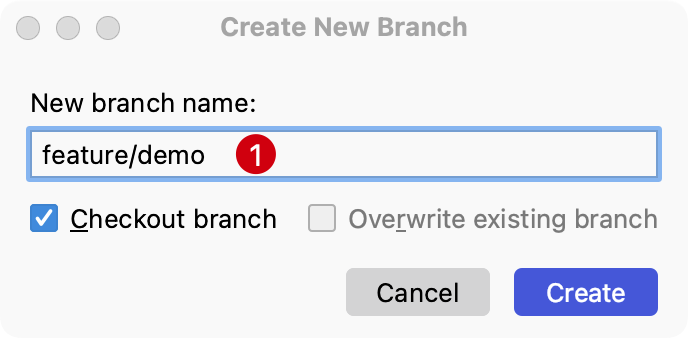 Create New Branch
New branch name:
feature/demo 1
Checkout branch Overwrite existing branch
Cancel Create